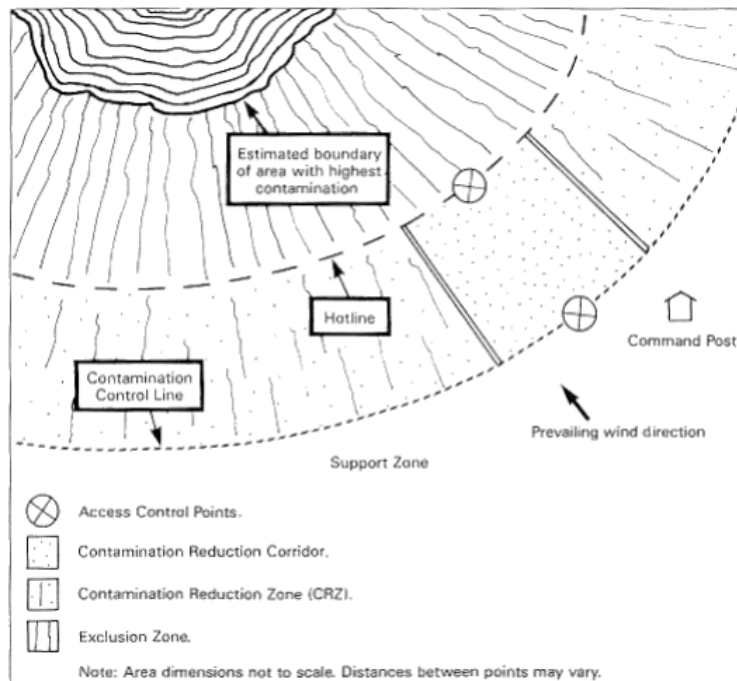 Estimated boundary
of area with highest
contamination
Hotline
Contamination
Control Line
Command Post
Prevailing wind direction
Support Zone
Access Control Points.
Contamination Reduction Corridor.
Contamination Reduction Zone (CRZ).
Exclusion Zone.
Note: Area dimensions not to scale. Distances between points may vary.